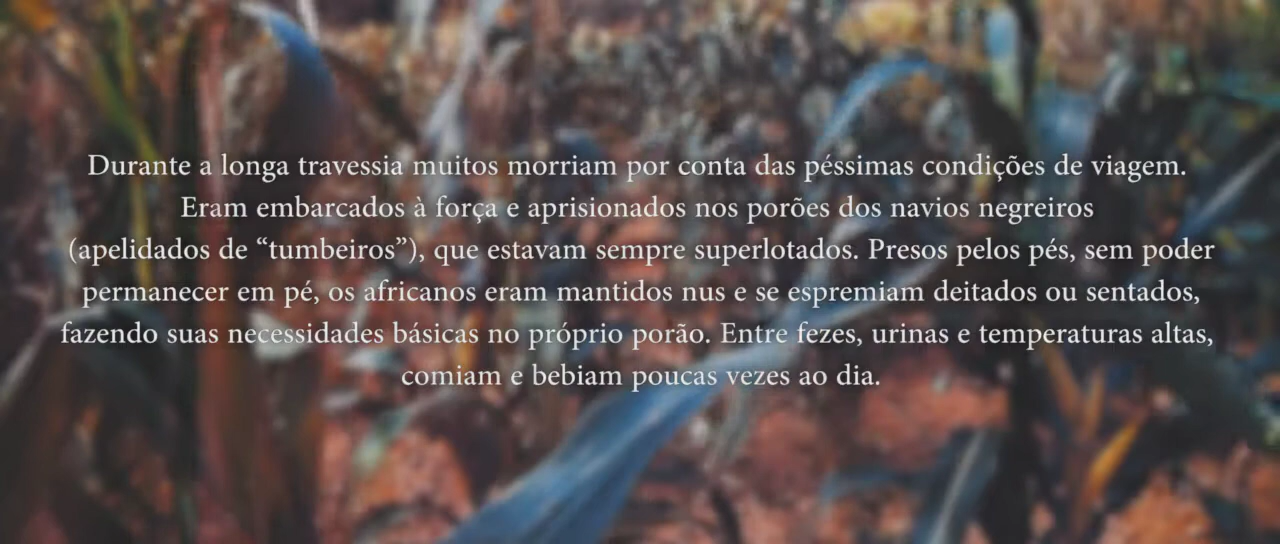 Durante a longa travessia muitos morriam por conta das péssimas condições de viagem.
Eram embarcados à força e aprisionados nos porões dos navios negreiros
(apelidados de “tumbeiros”), que estavam sempre superlotados. Presos pelos pés, sem poder
permanecer em pé, os africanos eram mantidos nus e se espremiam deitados ou sentados,
fazendo suas necessidades básicas no próprio porão. Entre fezes, urinas e temperaturas altas,
comiam e bebiam poucas vezes ao dia.